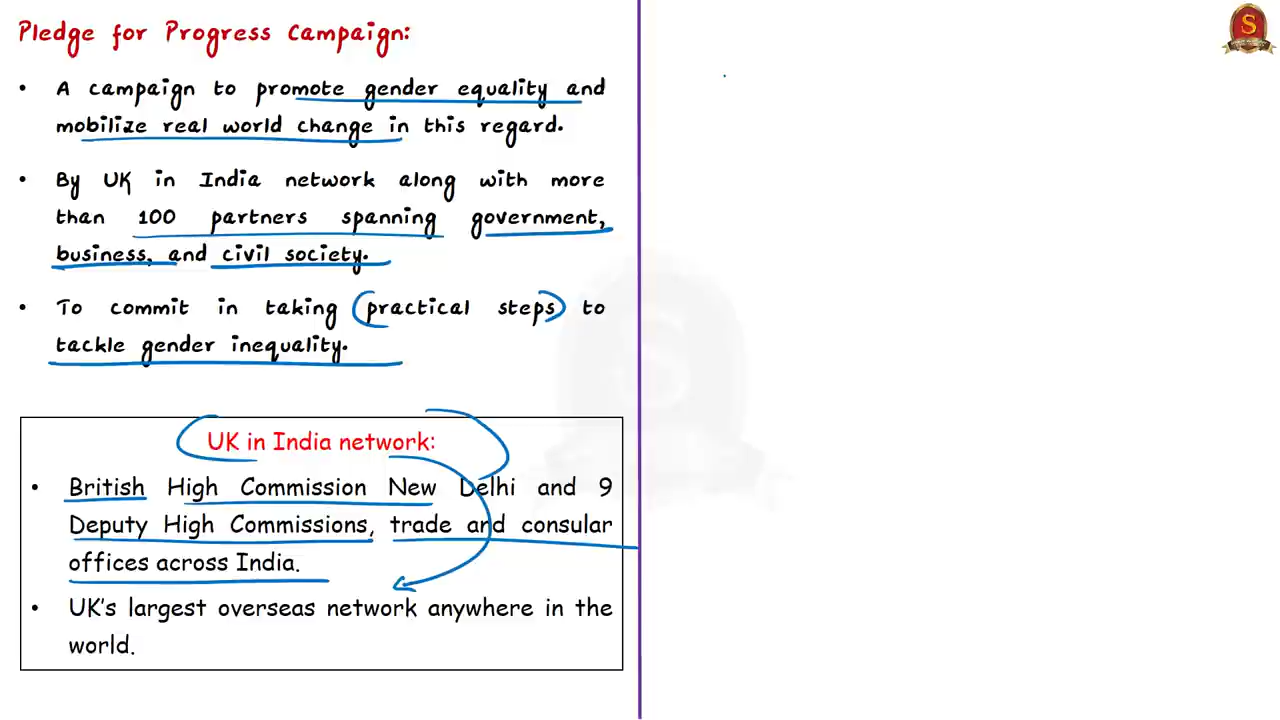 Pledge for Progress Campaign:
• A campaign to promote gender equality and
mobilize real world change in this regard.
• By UK in India network along with more
than 100 partners spanning government,
business, and civil society.
• To commit in taking practical steps to
tackle gender inequality.
UK in India network:
• British High Commission New Delhi and 9
Deputy High Commissions, trade and consular
offices across India.
• UK's largest overseas network anywhere in the
world.
S
S